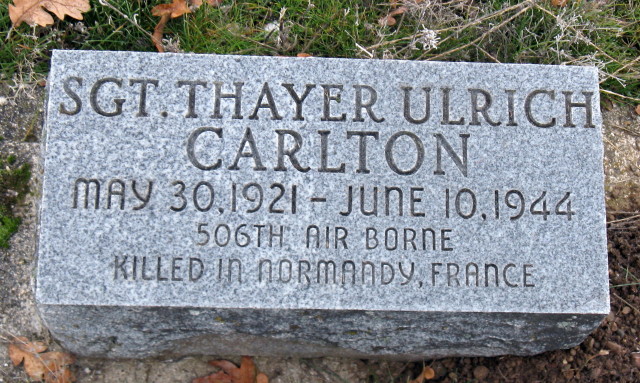 SGT. THAYER ULRICH
CARLTON
MAY 30, 1921 - JUNE 10, 1944
506TH AIR BORNE
KILLED IN NORMANDY, FRANCE